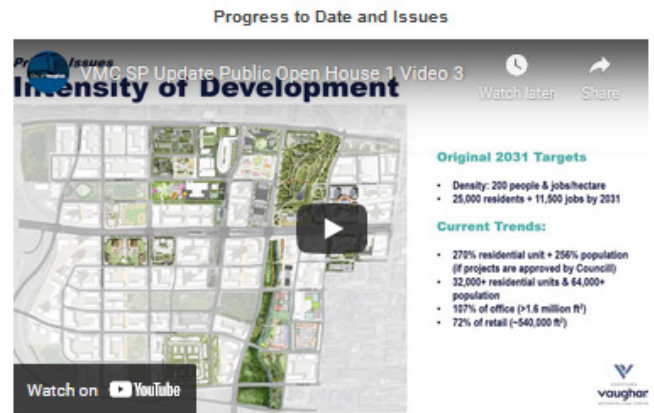 Progress to Date and Issues
Issues
VMC SP Update Public Open House 1 Video 3
Intensity of Development
Watch later
Share
Original 2031 Targets
• Density: 200 people & jobs/hectare
• 25,000 residents + 11,500 jobs by 2031
Current Trends:
• 270% residential unit + 256% population
(if projects are approved by Councill)
• 32,000+ residential units & 64,000+
population
• 107% of office (>1.6 million ft²)
• 72% of retail (~540,000 ft²)
Watch on YouTube
vaughan